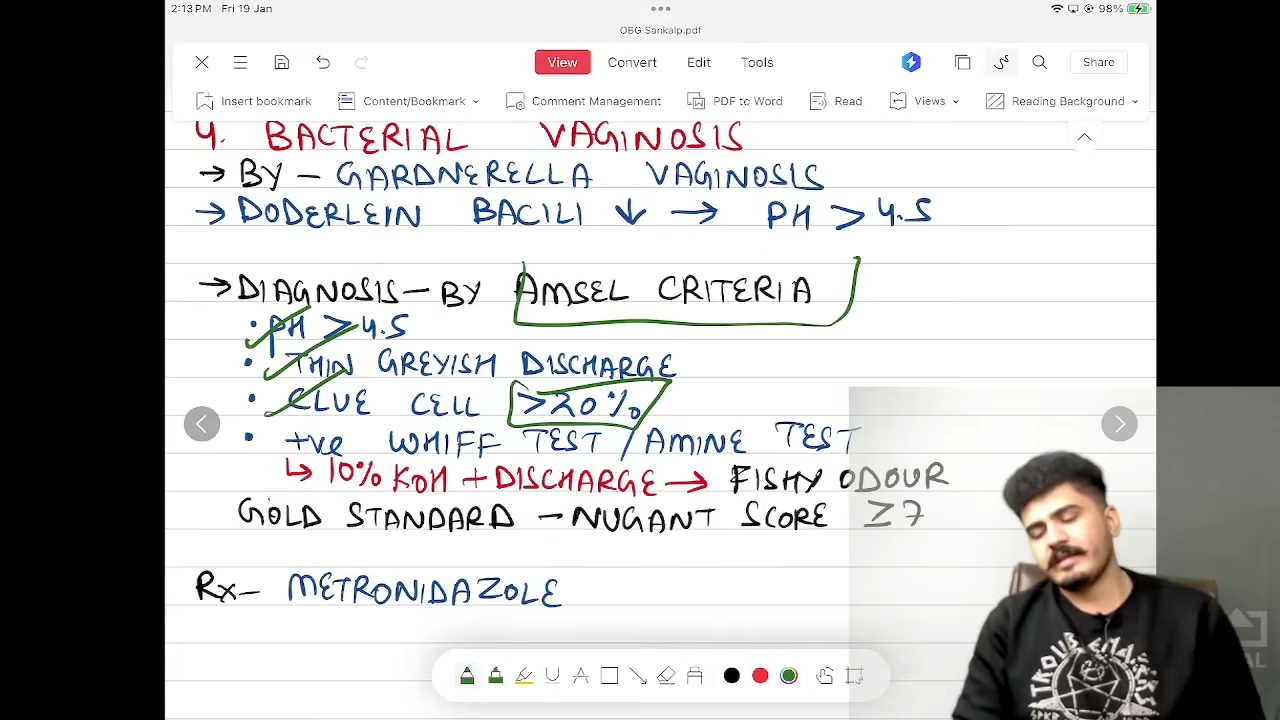 2:13 PM Fri 19 Jan
98%
OBG Sankalp.pdf
View Convert Edit Tools Share
Insert bookmark Content/Bookmark Comment Management PDF to Word Read Views Reading Background
4. BACTERIAL VAGINOSIS
→ BY – GARDNERELLA VAGINOSIS
→ DODERLEIN BACILI ↓ → PH > 4.5
→ DIAGNOSIS – BY AMSEL CRITERIA
• PH > 4.5
• THIN GREYISH DISCHARGE
• CLUE CELL >20%
• +ve WHIFF TEST / AMINE TEST
↳ 10% KOH + DISCHARGE → FISHY ODOUR
GOLD STANDARD – NUGANT SCORE ≥7
Rx – METRONIDAZOLE